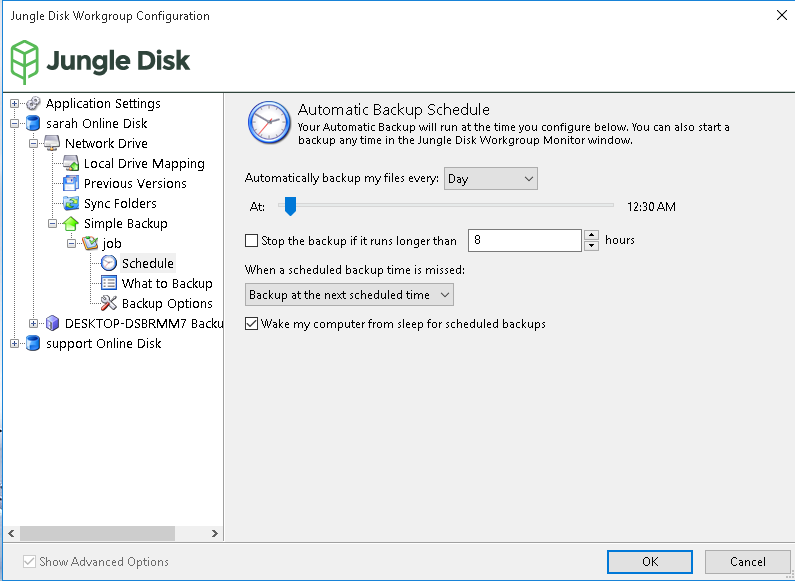 Jungle Disk Workgroup Configuration
Jungle Disk
Application Settings
sarah Online Disk
Network Drive
Local Drive Mapping
Previous Versions
Sync Folders
Simple Backup
job
Schedule
What to Backup
Backup Options
DESKTOP-DSBRMM7 Backu
support Online Disk
Automatic Backup Schedule
Your Automatic Backup will run at the time you configure below. You can also start a
backup any time in the Jungle Disk Workgroup Monitor window.
Automatically backup my files every: Day
At: 12:30 AM
Stop the backup if it runs longer than 8 hours
When a scheduled backup time is missed:
Backup at the next scheduled time
Wake my computer from sleep for scheduled backups
Show Advanced Options
OK Cancel